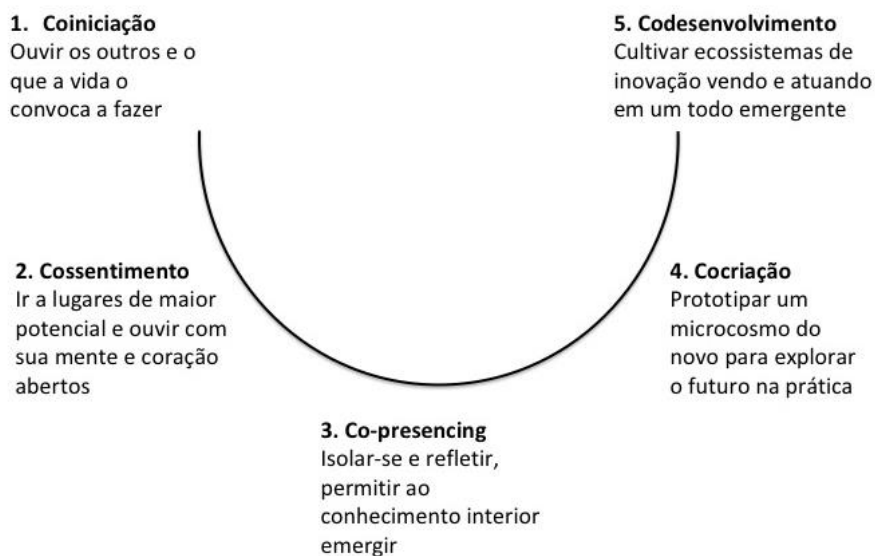 1. Coiniciação
Ouvir os outros e o
que a vida o
convoca a fazer
2. Cossentimento
Ir a lugares de maior
potencial e ouvir com
sua mente e coração
abertos
3. Co-presencing
Isolar-se e refletir,
permitir ao
conhecimento interior
emergir
4. Cocriação
Prototipar um
microcosmo do
novo para explorar
o futuro na prática
5. Codesenvolvimento
Cultivar ecossistemas de
inovação vendo e atuando
em um todo emergente